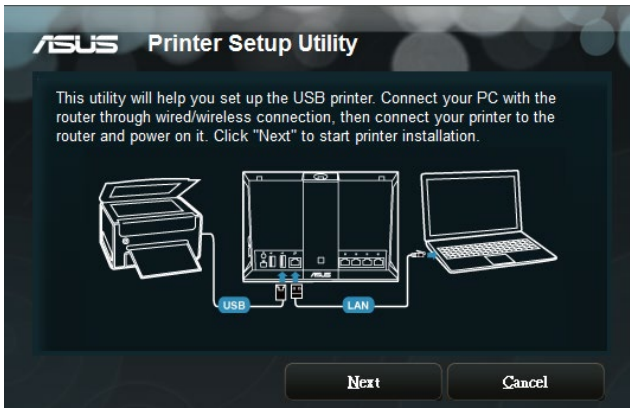 ASUS Printer Setup Utility
This utility will help you set up the USB printer. Connect your PC with the
router through wired/wireless connection, then connect your printer to the
router and power on it. Click "Next" to start printer installation.
ASUS
USB
LAN
Next
Cancel